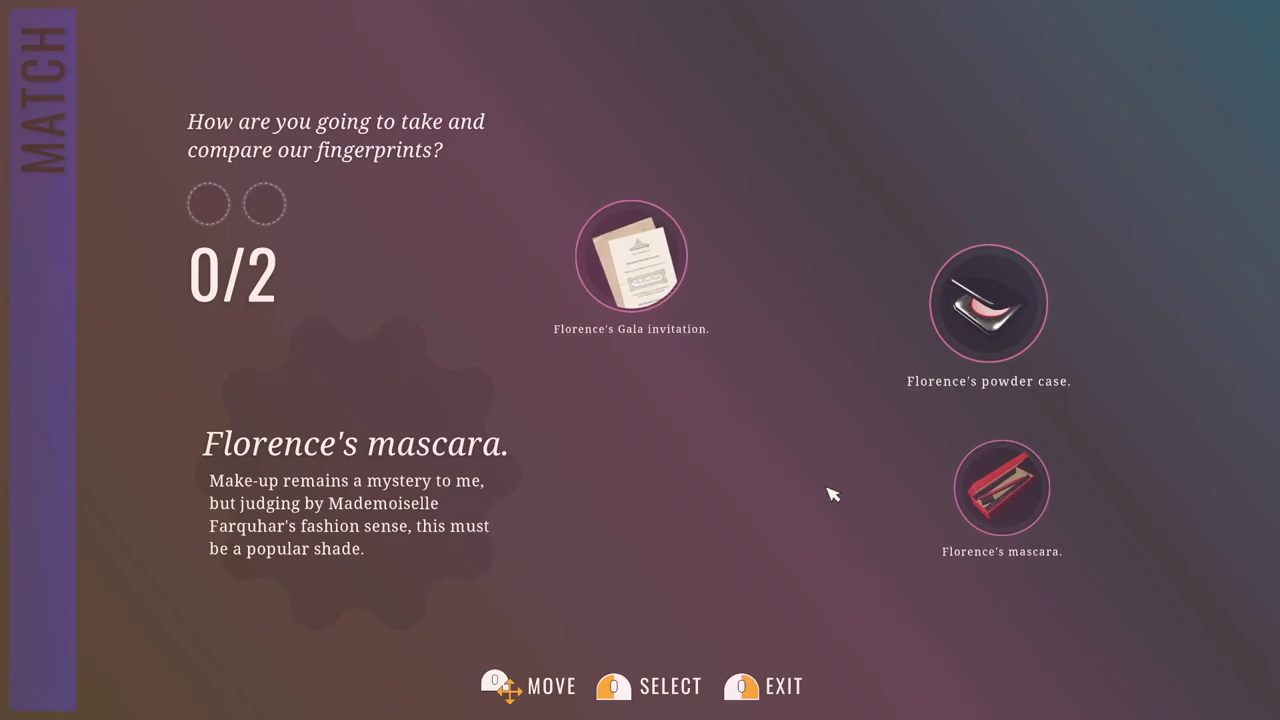 MATCH
How are you going to take and
compare our fingerprints?
0/2
Florence's Gala invitation.
Florence's powder case.
Florence's mascara.
Make-up remains a mystery to me,
but judging by Mademoiselle
Farquhar's fashion sense, this must
be a popular shade.
Florence's mascara.
MOVE
SELECT
EXIT